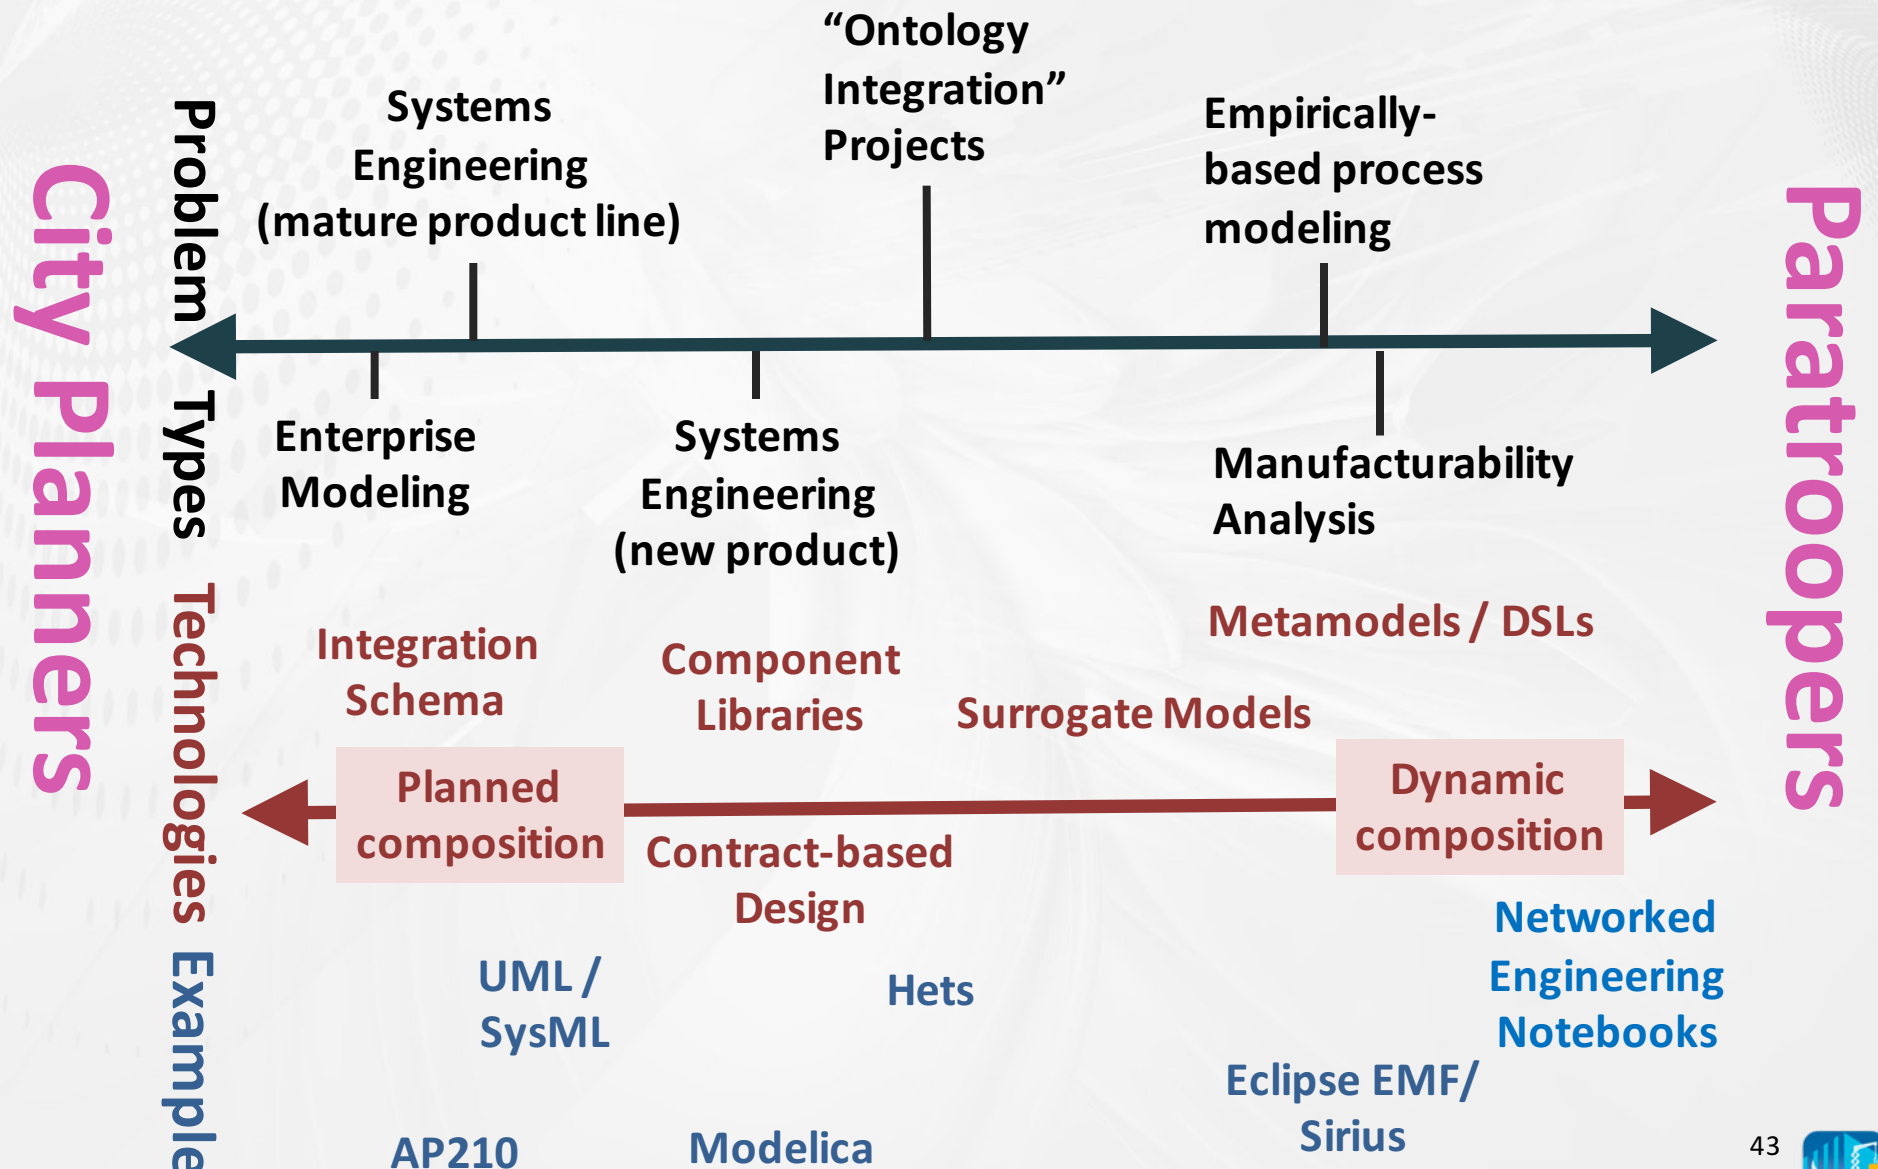 “Ontology
Integration”
Projects
Systems
Engineering
(mature product line)
Empirically-
based process
modeling
Problem Types
City Planners
Paratroopers
Enterprise
Modeling
Systems
Engineering
(new product)
Manufacturability
Analysis
Technologies
Integration
Schema
Component
Libraries
Surrogate Models
Metamodels / DSLs
Planned
composition
Dynamic
composition
Contract-based
Design
Examples
UML /
SysML
Hets
Networked
Engineering
Notebooks
Eclipse EMF/
Sirius
AP210
Modelica
43